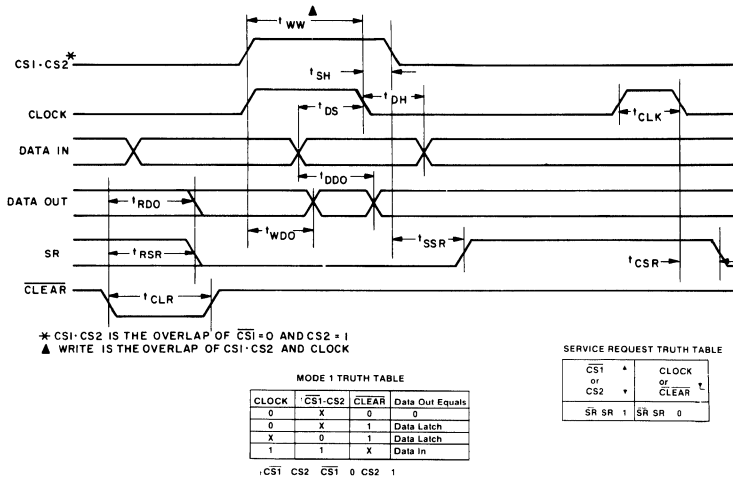 ▲
t WW
CS1·CS2*
t SH
t DH
t DS
CLOCK
t CLK
DATA IN
t DDO
DATA OUT
t RDO
t WDO
t SSR
SR
t RSR
t CSR
CLEAR
t CLR
* CS1·CS2 IS THE OVERLAP OF CS1=0 AND CS2=1
▲ WRITE IS THE OVERLAP OF CS1·CS2 AND CLOCK
SERVICE REQUEST TRUTH TABLE
CS1 ▲ CLOCK
or or
CS2 ▼ CLEAR
SR SR 1 SR SR 0
MODE 1 TRUTH TABLE
CLOCK CS1-CS2 CLEAR Data Out Equals
0 X 0 0
0 X 1 Data Latch
X 0 1 Data Latch
1 1 X Data In
CS1 CS2 CS1 0 CS2 1